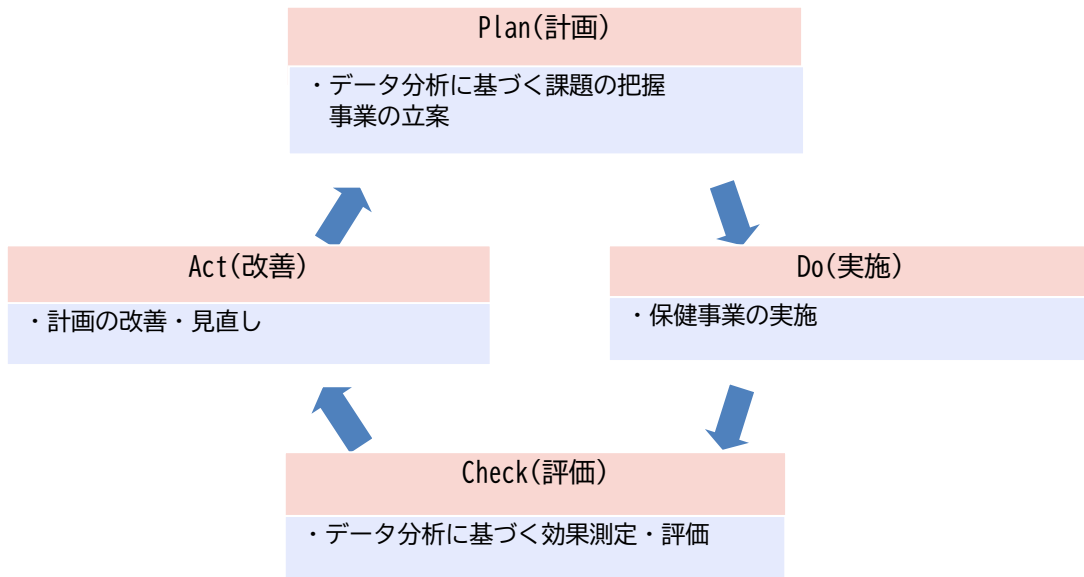 Plan(計画)
・データ分析に基づく課題の把握
事業の立案
Act(改善)
・計画の改善・見直し
Do(実施)
・保健事業の実施
Check(評価)
・データ分析に基づく効果測定・評価